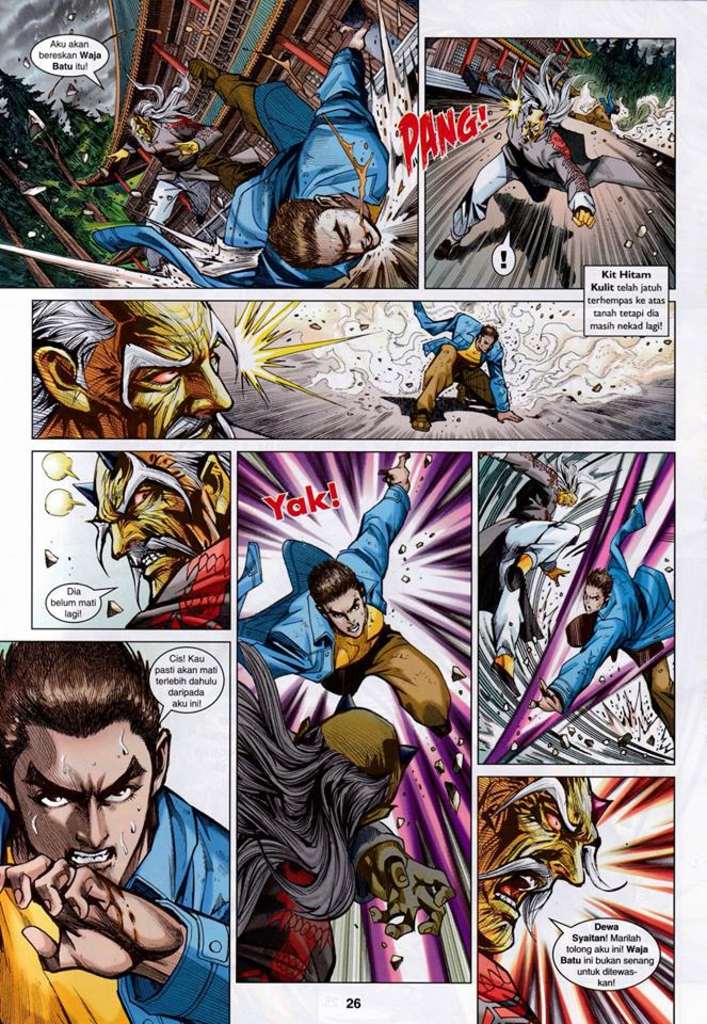 Aku akan
bereskan Waja
Batu itu!
PANG!
!
Kit Hitam
Kulit telah jatuh
terhempas ke atas
tanah tetapi dia
masih nekad lagi!
Dia
belum mati
lagi!
Yak!
Cis! Kau
pasti akan mati
terlebih dahulu
daripada
aku ini!
Dewa
Syaitan! Marilah
tolong aku ini! Waja
Batu ini bukan senang
untuk ditewas-
kan!
26